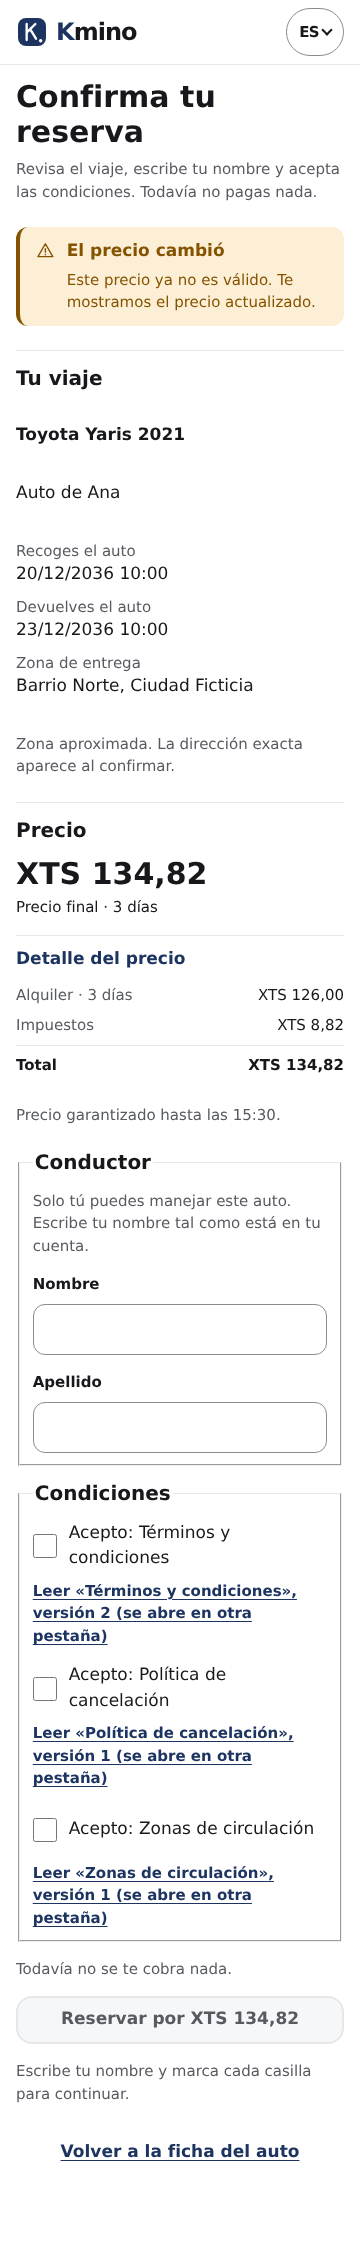 Kmino
ES
Confirma tu
reserva
Revisa el viaje, escribe tu nombre y acepta
las condiciones. Todavía no pagas nada.
El precio cambió
Este precio ya no es válido. Te
mostramos el precio actualizado.
Tu viaje
Toyota Yaris 2021
Auto de Ana
Recoges el auto
20/12/2036 10:00
Devuelves el auto
23/12/2036 10:00
Zona de entrega
Barrio Norte, Ciudad Ficticia
Zona aproximada. La dirección exacta
aparece al confirmar.
Precio
XTS 134,82
Precio final · 3 días
Detalle del precio
Alquiler · 3 días XTS 126,00
Impuestos XTS 8,82
Total XTS 134,82
Precio garantizado hasta las 15:30.
Conductor
Solo tú puedes manejar este auto.
Escribe tu nombre tal como está en tu
cuenta.
Nombre
Apellido
Condiciones
Acepto: Términos y
condiciones
Leer «Términos y condiciones»,
versión 2 (se abre en otra
pestaña)
Acepto: Política de
cancelación
Leer «Política de cancelación»,
versión 1 (se abre en otra
pestaña)
Acepto: Zonas de circulación
Leer «Zonas de circulación»,
versión 1 (se abre en otra
pestaña)
Todavía no se te cobra nada.
Reservar por XTS 134,82
Escribe tu nombre y marca cada casilla
para continuar.
Volver a la ficha del auto